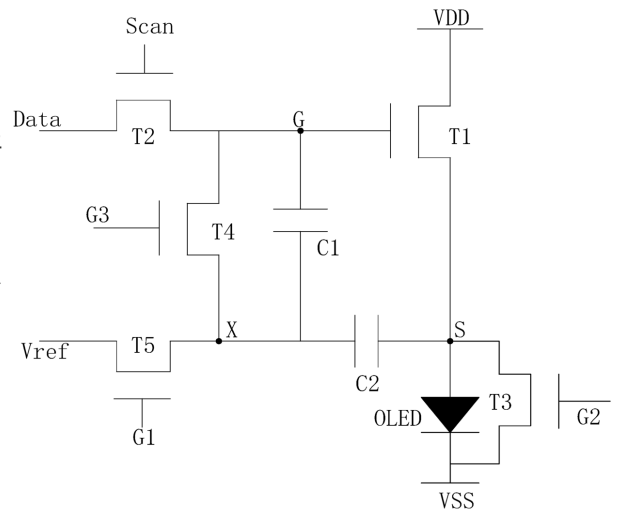 VDD
Scan
Data
G
T2
T1
G3
T4
C1
X
S
T5
Vref
C2
T3
OLED
G2
G1
VSS